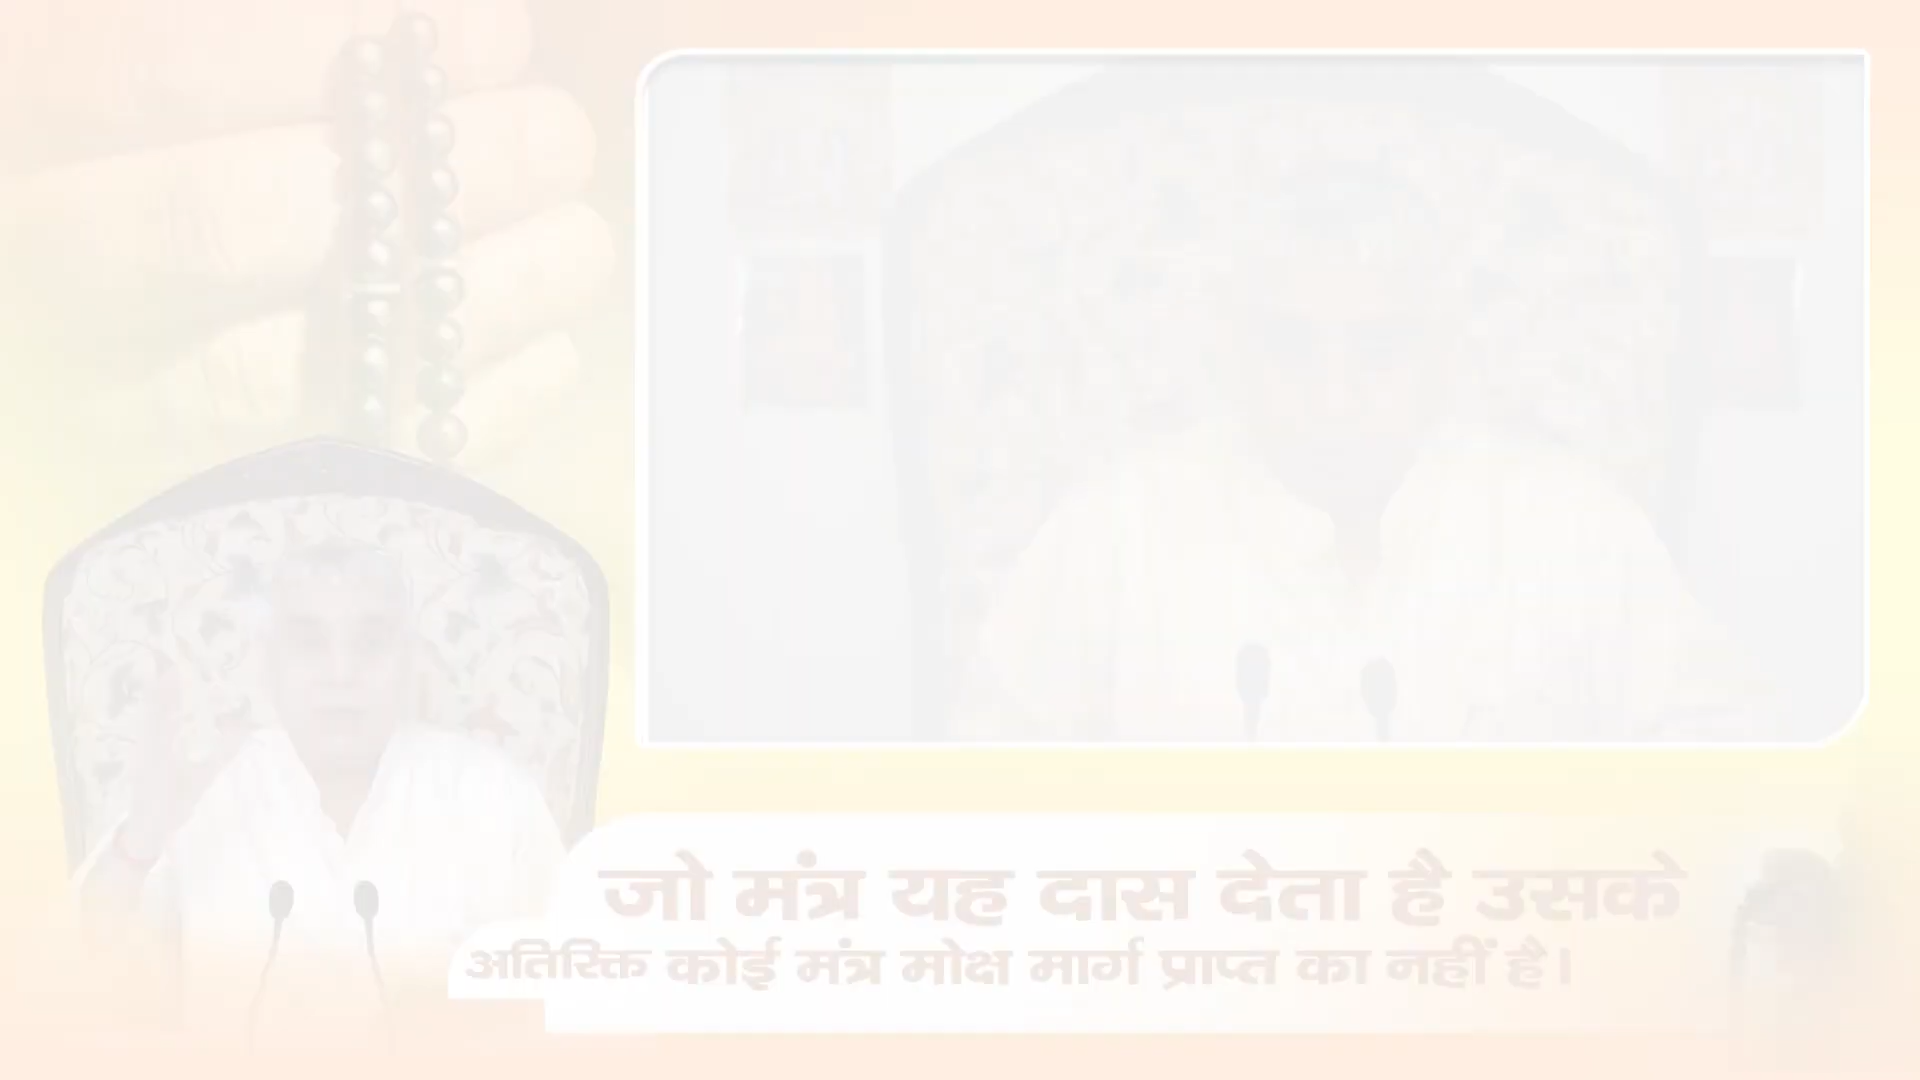 जो मंत्र यह दास देता है उसके
अतिरिक्त कोई मंत्र मोक्ष मार्ग प्राप्त का नहीं है।